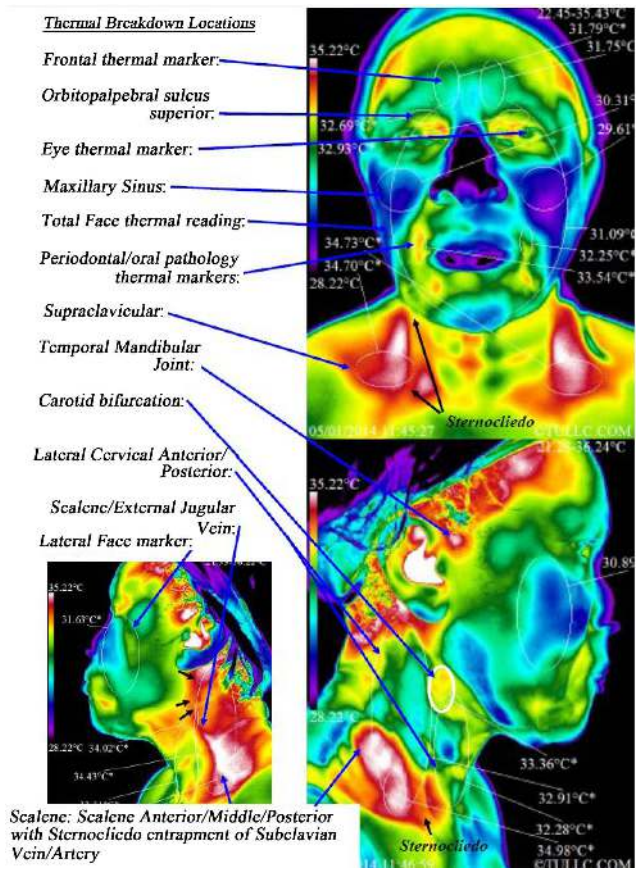 Thermal Breakdown Locations
Frontal thermal marker:
Orbitopalpebral sulcus
superior:
Eye thermal marker:
Maxillary Sinus:
Total Face thermal reading:
Periodontal/oral pathology
thermal markers:
Supraclavicular:
Temporal Mandibular
Joint:
Carotid bifurcation:
Lateral Cervical Anterior/
Posterior:
Scalene/External Jugular
Vein:
Lateral Face marker:
22.45-35.43°C
35.22°C
31.79°C*
31.75°C
30.31°C
29.61°C
32.69°C
32.93°C
31.09°C
34.73°C*
34.70°C*
32.25°C*
33.54°C*
28.22°C
Sternocliedo
05/01/2014 11:45:27
©TULLC.COM
35.22°C
30.89
28.22°C
33.36°C*
32.91°C*
32.28°C*
34.98°C*
Sternocliedo
©TULLC.COM
35.22°C
31.63°C*
28.22°C
34.02°C*
34.43°C*
Scalene: Scalene Anterior/Middle/Posterior
with Sternocliedo entrapment of Subclavian
Vein/Artery